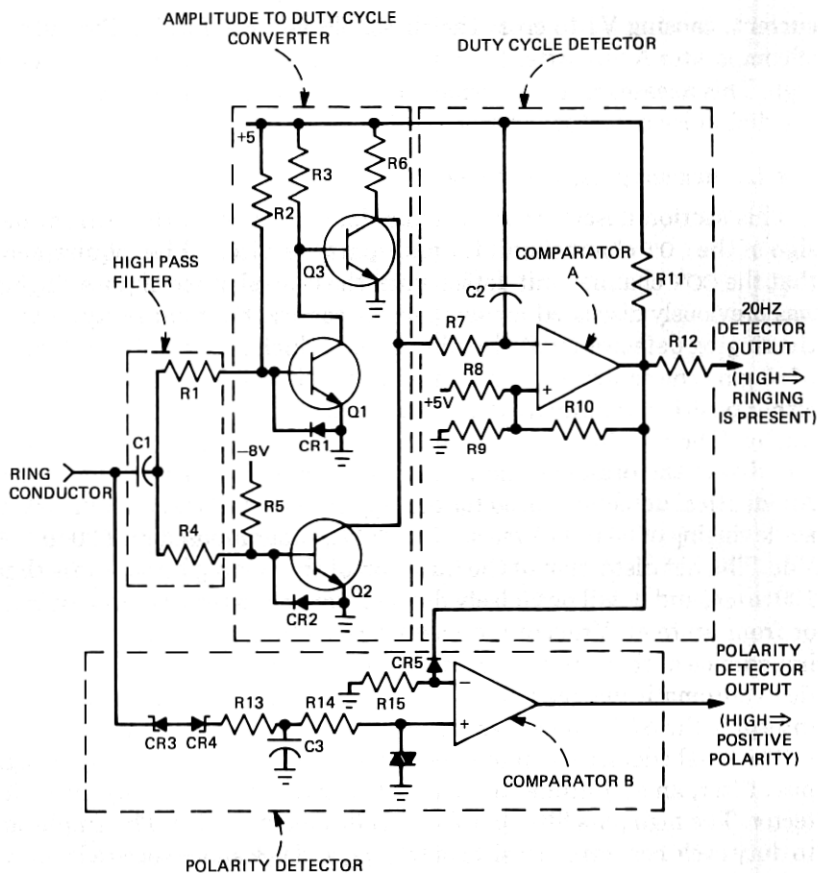 AMPLITUDE TO DUTY CYCLE
CONVERTER
DUTY CYCLE DETECTOR
+5
R3
R6
R2
Q3
HIGH PASS
FILTER
COMPARATOR
A
R11
C2
20HZ
DETECTOR
OUTPUT
R12
(HIGH⇒
RINGING
IS PRESENT)
R7
R8
+5V
R10
R9
R1
Q1
CR1
C1
–8V
RING
CONDUCTOR
R5
R4
Q2
CR2
CR5
R15
POLARITY
DETECTOR
OUTPUT
(HIGH⇒
POSITIVE
POLARITY)
R13
R14
CR3
CR4
C3
COMPARATOR B
POLARITY DETECTOR